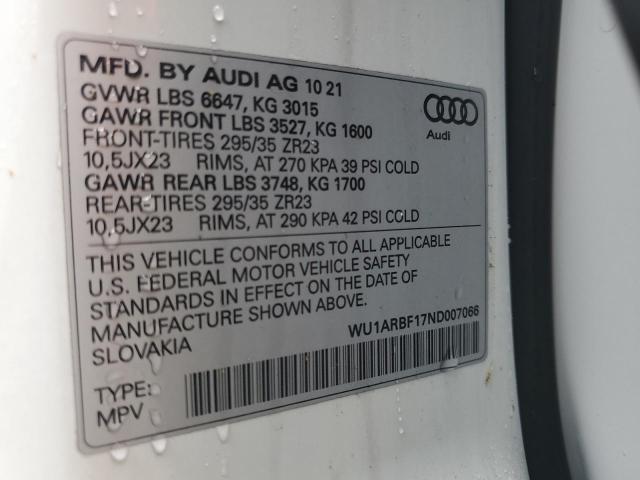 MFD. BY AUDI AG 10 21
GVWR LBS 6647, KG 3015
GAWR FRONT LBS 3527, KG 1600
FRONT-TIRES 295/35 ZR23
10,5JX23 RIMS, AT 270 KPA 39 PSI COLD
GAWR REAR LBS 3748, KG 1700
REAR-TIRES 295/35 ZR23
10,5JX23 RIMS, AT 290 KPA 42 PSI COLD
Audi
THIS VEHICLE CONFORMS TO ALL APPLICABLE
U.S. FEDERAL MOTOR VEHICLE SAFETY
STANDARDS IN EFFECT ON THE DATE OF
MANUFACTURE SHOWN ABOVE.
SLOVAKIA
WU1ARBF17ND007066
TYPE:
MPV